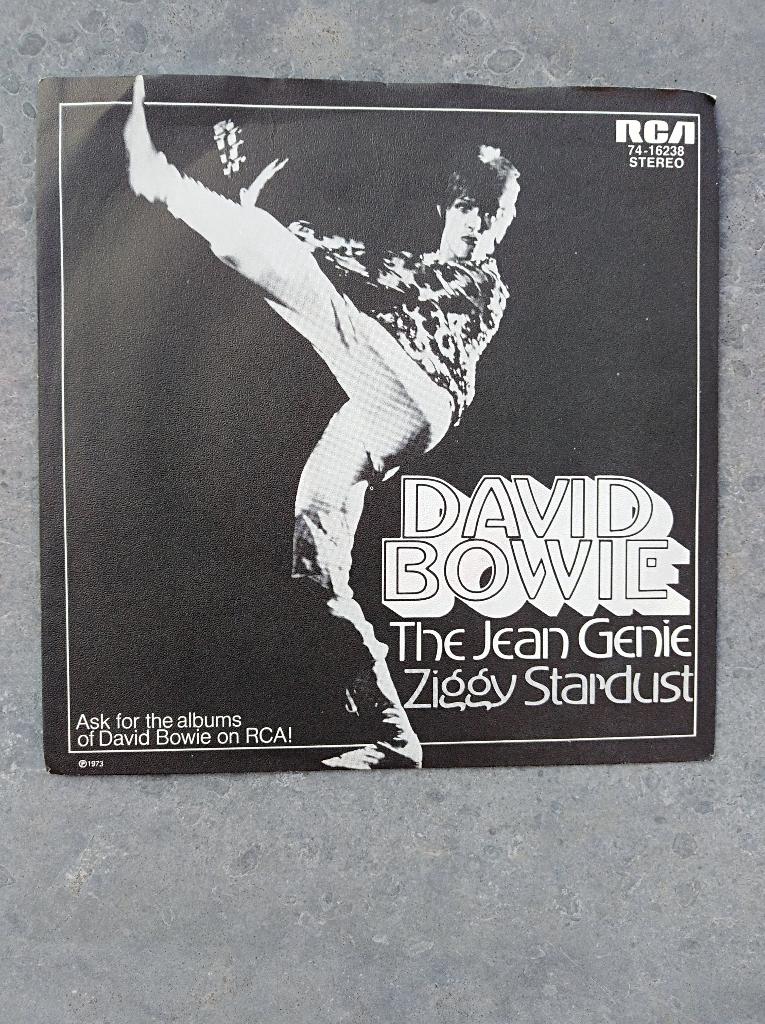 RCA
74-16238
STEREO
DAVID
BOWIE
The Jean Genie
Ziggy Stardust
Ask for the albums
of David Bowie on RCA!
℗ 1973